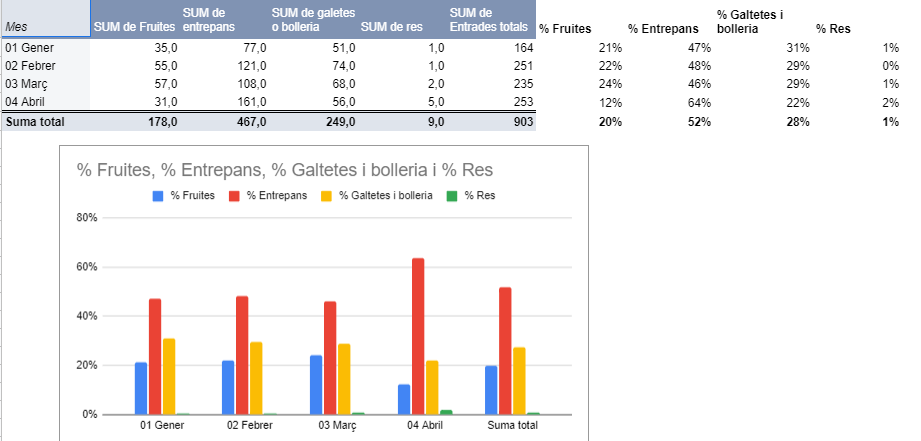 Mes SUM de Fruites SUM de entrepans SUM de galetes o bolleria SUM de res SUM de Entrades totals % Fruites % Entrepans % Galtetes i bolleria % Res
01 Gener 35,0 77,0 51,0 1,0 164 21% 47% 31% 1%
02 Febrer 55,0 121,0 74,0 1,0 251 22% 48% 29% 0%
03 Març 57,0 108,0 68,0 2,0 235 24% 46% 29% 1%
04 Abril 31,0 161,0 56,0 5,0 253 12% 64% 22% 2%
Suma total 178,0 467,0 249,0 9,0 903 20% 52% 28% 1%
% Fruites, % Entrepans, % Galtetes i bolleria i % Res
% Fruites % Entrepans % Galtetes i bolleria % Res
80%
60%
40%
20%
0%
01 Gener 02 Febrer 03 Març 04 Abril Suma total